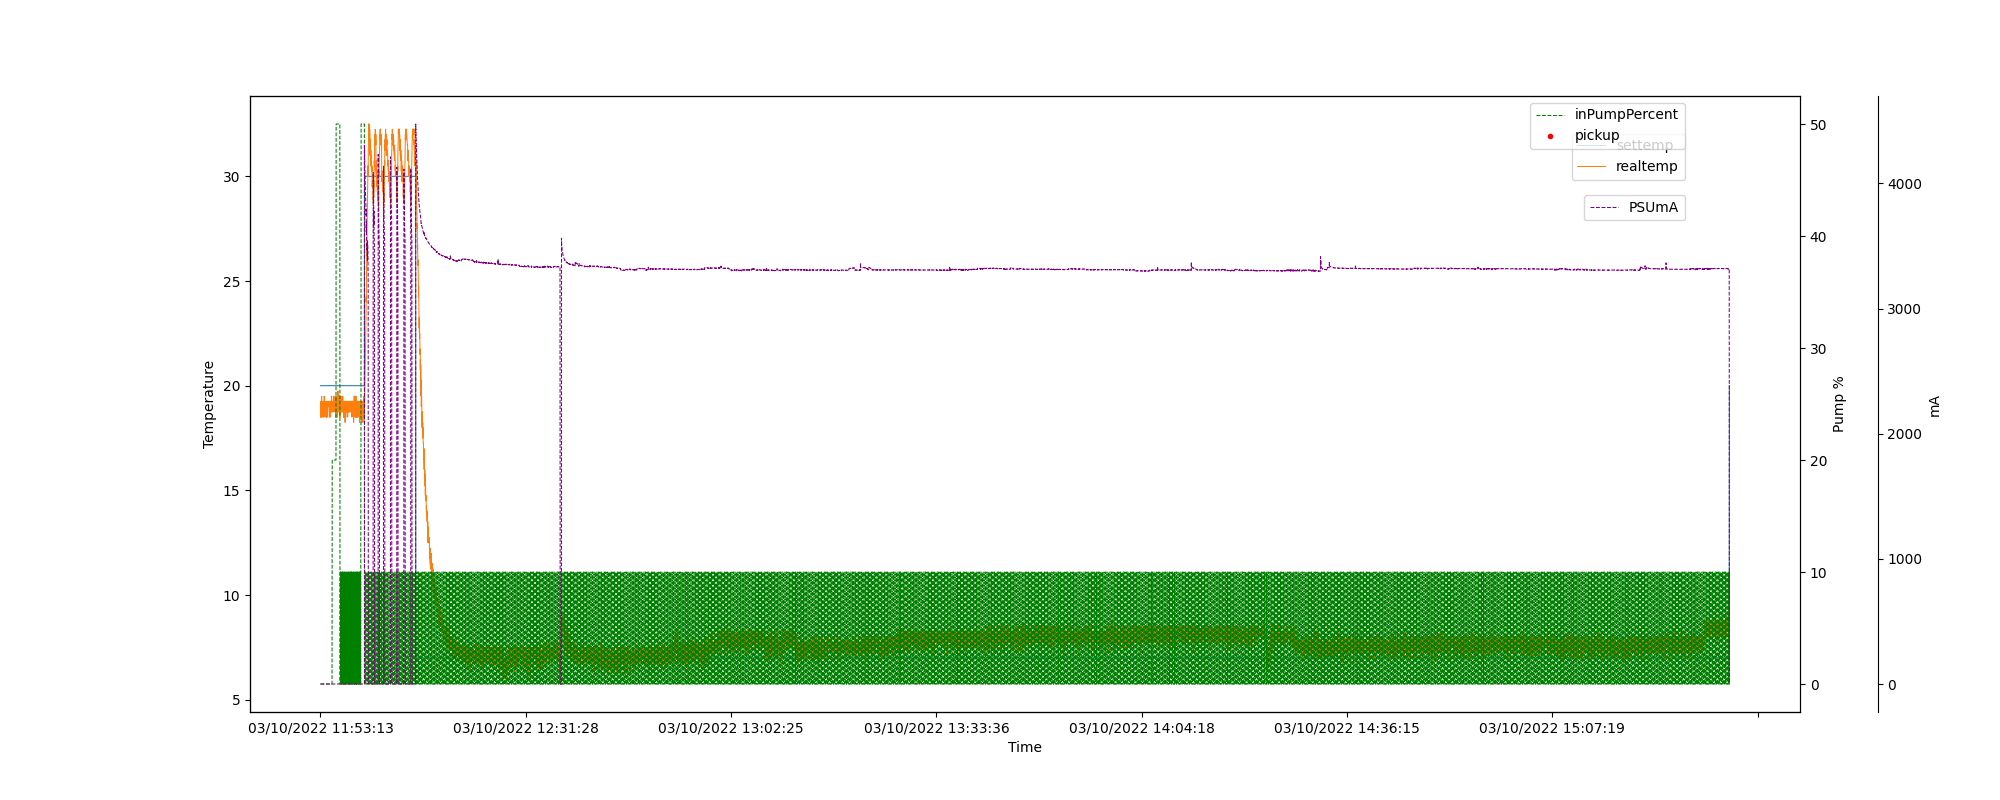 inPumpPercent
pickup
settemp
realtemp
PSUmA
30
25
20
15
10
5
Temperature
50
40
30
20
10
0
Pump %
4000
3000
2000
1000
0
mA
03/10/2022 11:53:13
03/10/2022 12:31:28
03/10/2022 13:02:25
03/10/2022 13:33:36
03/10/2022 14:04:18
03/10/2022 14:36:15
03/10/2022 15:07:19
Time